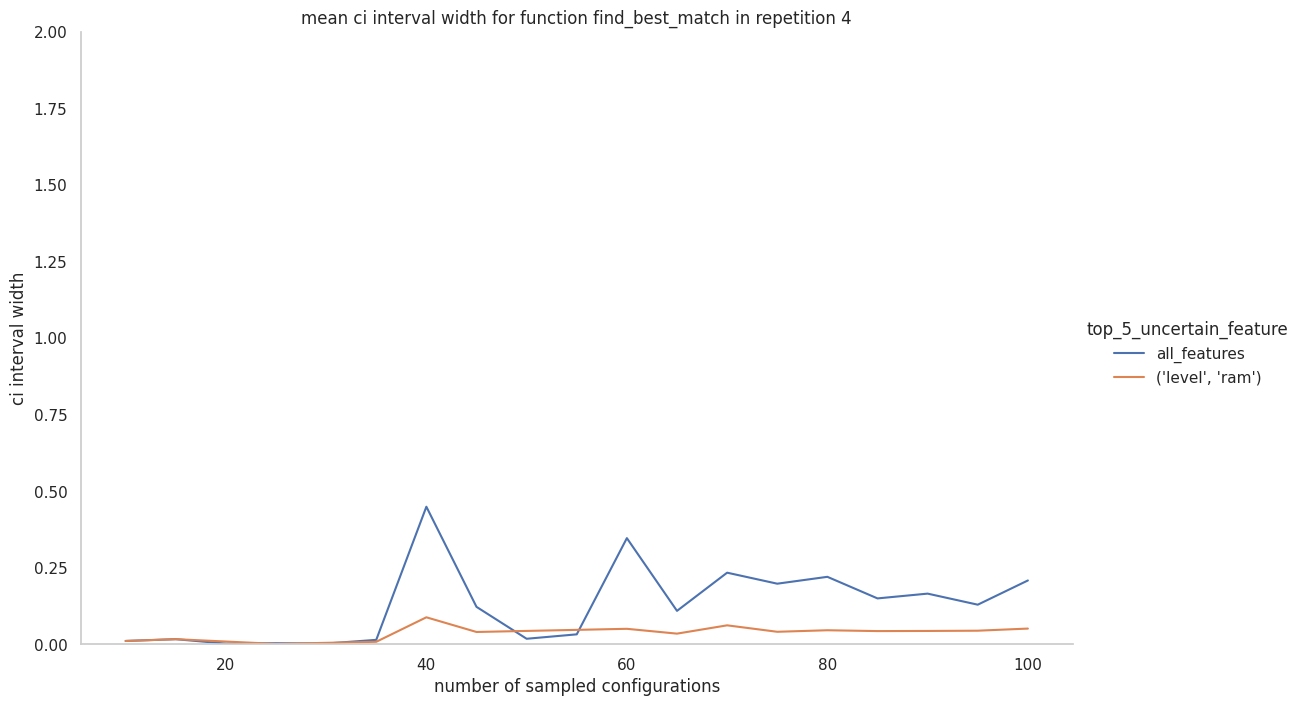 mean ci interval width for function find_best_match in repetition 4
2.00
1.75
1.50
1.25
1.00
0.75
0.50
0.25
0.00
ci interval width
20
40
60
80
100
number of sampled configurations
top_5_uncertain_feature
all_features
('level', 'ram')